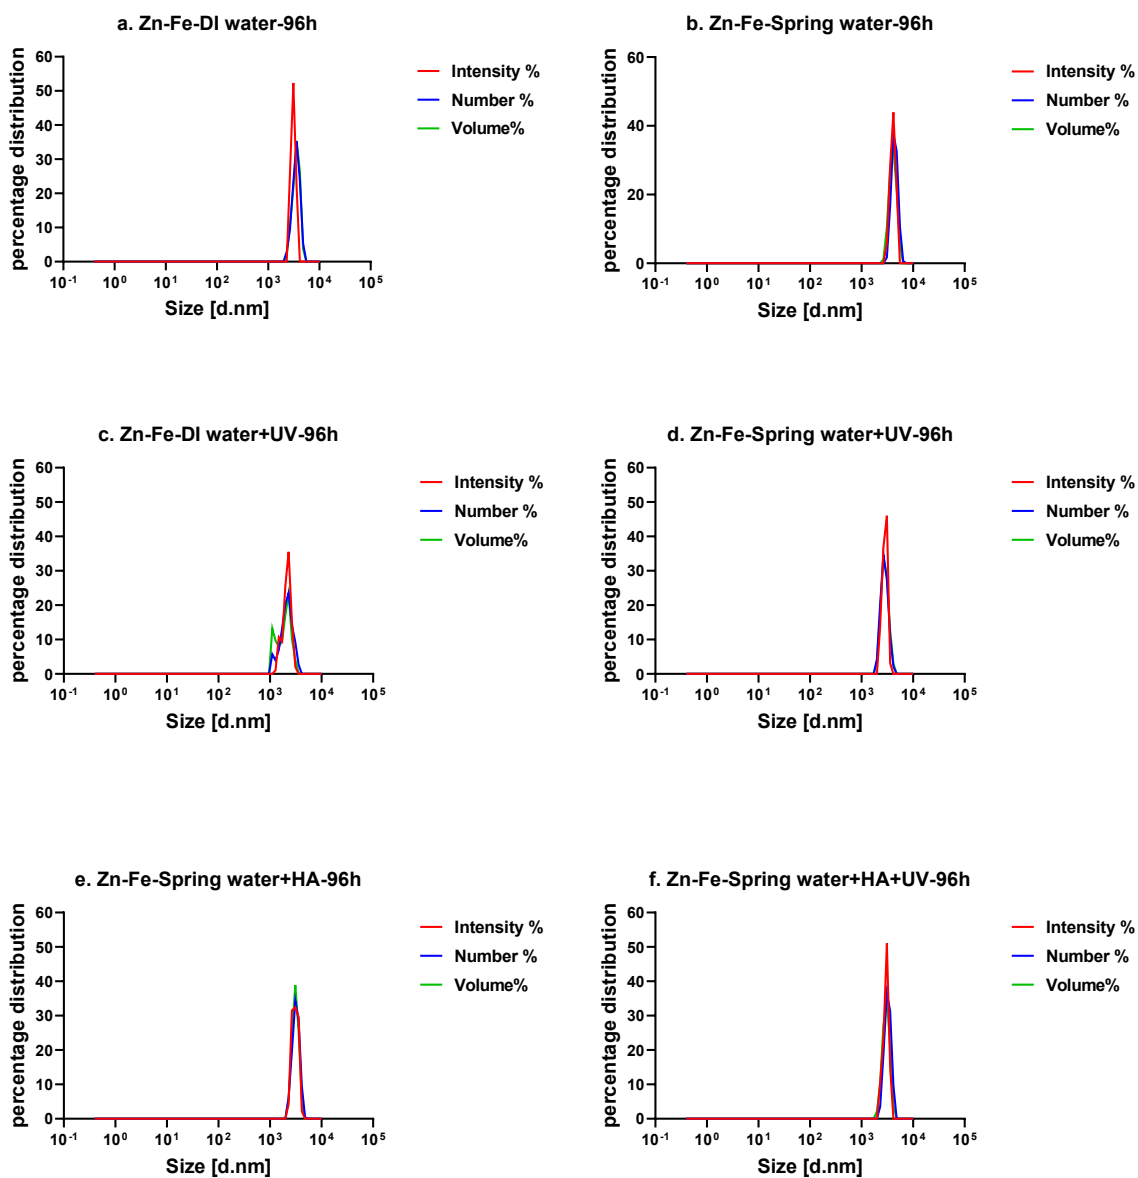 a. Zn-Fe-DI water-96h
percentage distribution
60
50
40
30
20
10
0
10-1 100 101 102 103 104 105
Size [d.nm]
Intensity %
Number %
Volume%
b. Zn-Fe-Spring water-96h
percentage distribution
60
40
20
0
10-1 100 101 102 103 104 105
Size [d.nm]
Intensity %
Number %
Volume%
c. Zn-Fe-DI water+UV-96h
percentage distribution
60
50
40
30
20
10
0
10-1 100 101 102 103 104 105
Size [d.nm]
Intensity %
Number %
Volume%
d. Zn-Fe-Spring water+UV-96h
percentage distribution
60
50
40
30
20
10
0
10-1 100 101 102 103 104 105
Size [d.nm]
Intensity %
Number %
Volume%
e. Zn-Fe-Spring water+HA-96h
percentage distribution
60
50
40
30
20
10
0
10-1 100 101 102 103 104 105
Size [d.nm]
Intensity %
Number %
Volume%
f. Zn-Fe-Spring water+HA+UV-96h
percentage distribution
60
50
40
30
20
10
0
10-1 100 101 102 103 104 105
Size [d.nm]
Intensity %
Number %
Volume%